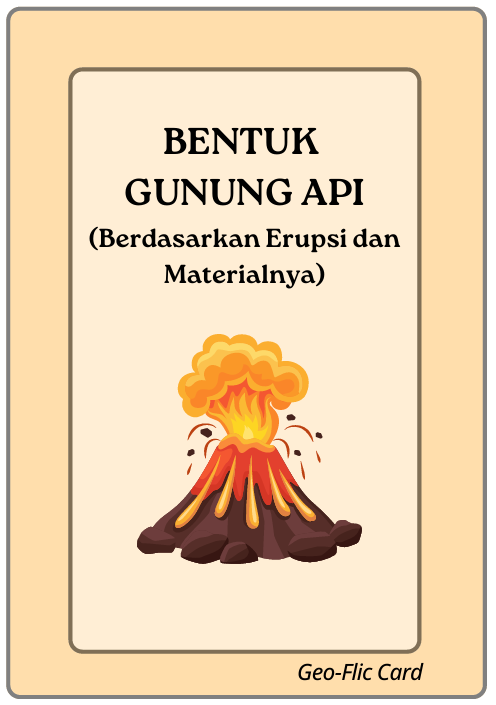 BENTUK
GUNUNG API
(Berdasarkan Erupsi dan
Materialnya)
Geo-Flic Card